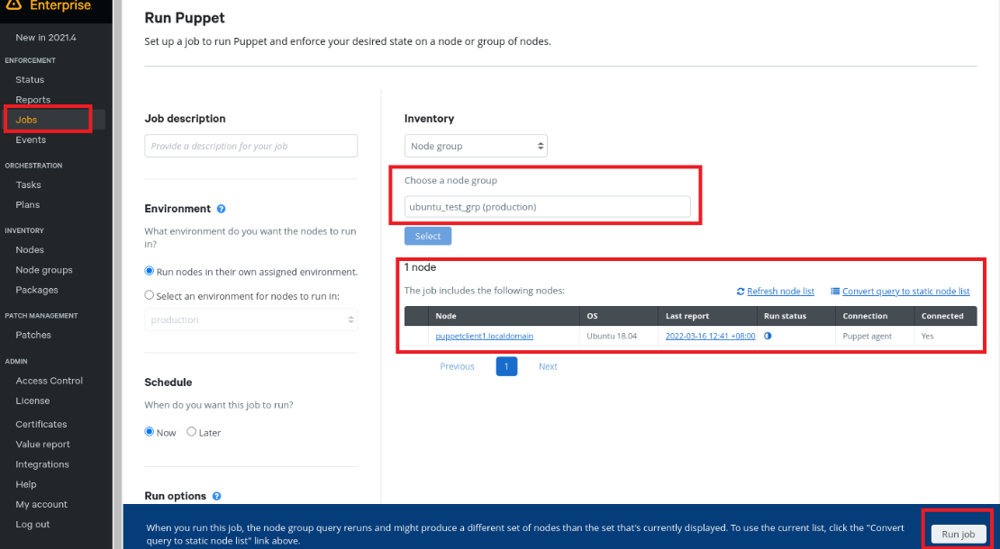 Enterprise
New in 2021.4
ENFORCEMENT
Status
Reports
Jobs
Events
ORCHESTRATION
Tasks
Plans
INVENTORY
Nodes
Node groups
Packages
PATCH MANAGEMENT
Patches
ADMIN
Access Control
License
Certificates
Value report
Integrations
Help
My account
Log out
Run Puppet
Set up a job to run Puppet and enforce your desired state on a node or group of nodes.
Job description
Provide a description for your job
Environment ?
What environment do you want the nodes to run
in?
Run nodes in their own assigned environment.
Select an environment for nodes to run in:
production
Schedule
When do you want this job to run?
Now Later
Run options ?
Inventory
Node group
Choose a node group
ubuntu_test_grp (production)
Select
1 node
The job includes the following nodes: Refresh node list Convert query to static node list
Node OS Last report Run status Connection Connected
puppetclient1.localdomain Ubuntu 18.04 2022-03-16 12:41 +08:00 Puppet agent Yes
Previous 1 Next
When you run this job, the node group query reruns and might produce a different set of nodes than the set that's currently displayed. To use the current list, click the "Convert
query to static node list" link above.
Run job